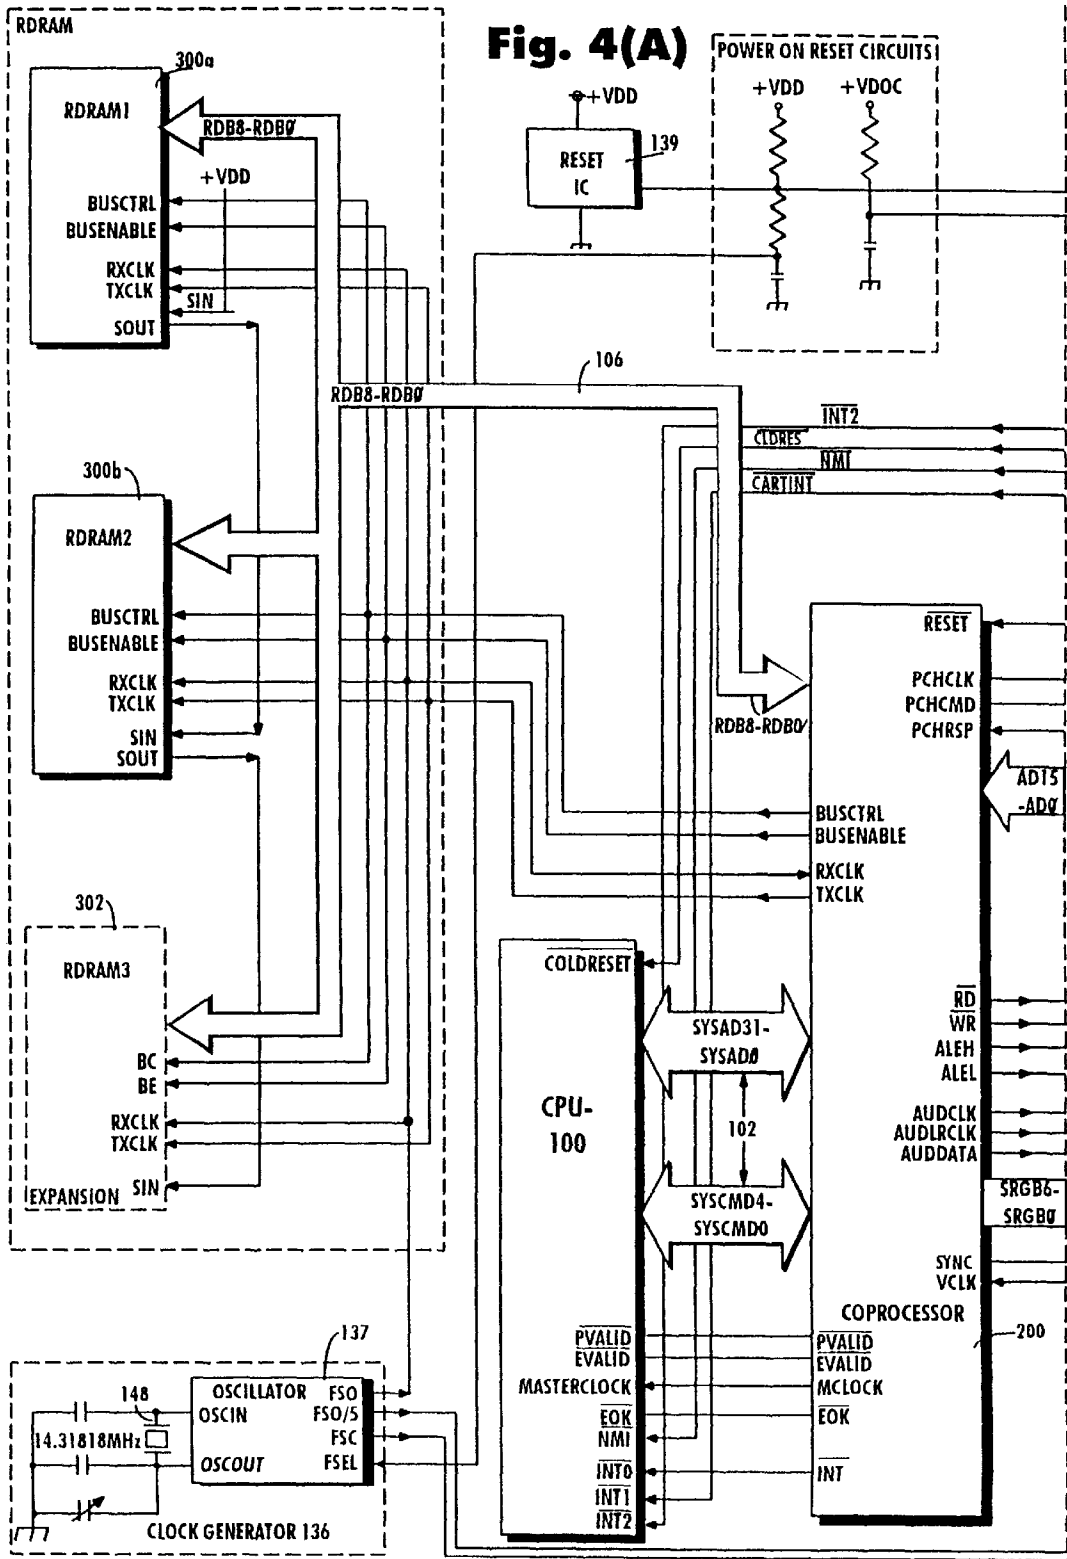 RDRAM
Fig. 4(A)
POWER ON RESET CIRCUITS
+VDD
+VDOC
+VDD
RESET
IC
139
300a
RDRAM1
RDB8-RDB0
+VDD
BUSCTRL
BUSENABLE
RXCLK
TXCLK
SIN
SOUT
106
RDB8-RDB0
INT2
CLDRES
NMI
CARTINT
300b
RDRAM2
BUSCTRL
BUSENABLE
RXCLK
TXCLK
SIN
SOUT
RESET
PCHCLK
PCHCMD
PCHRSP
RDB8-RDB0
AD15
-AD0
BUSCTRL
BUSENABLE
RXCLK
TXCLK
302
RDRAM3
BC
BE
RXCLK
TXCLK
SIN
EXPANSION
COLDRESET
SYSAD31-
SYSAD0
CPU-
100
102
SYSCMD4-
SYSCMD0
RD
WR
ALEH
ALEL
AUDCLK
AUDLRCLK
AUDDATA
SRGB6-
SRGB0
SYNC
VCLK
COPROCESSOR
200
PVALID
EVALID
MASTERCLOCK
EOK
NMI
INT0
INT1
INT2
PVALID
EVALID
MCLOCK
EOK
INT
137
148
14.31818MHz
OSCILLATOR
OSCIN
OSCOUT
FSO
FSO/5
FSC
FSEL
CLOCK GENERATOR 136